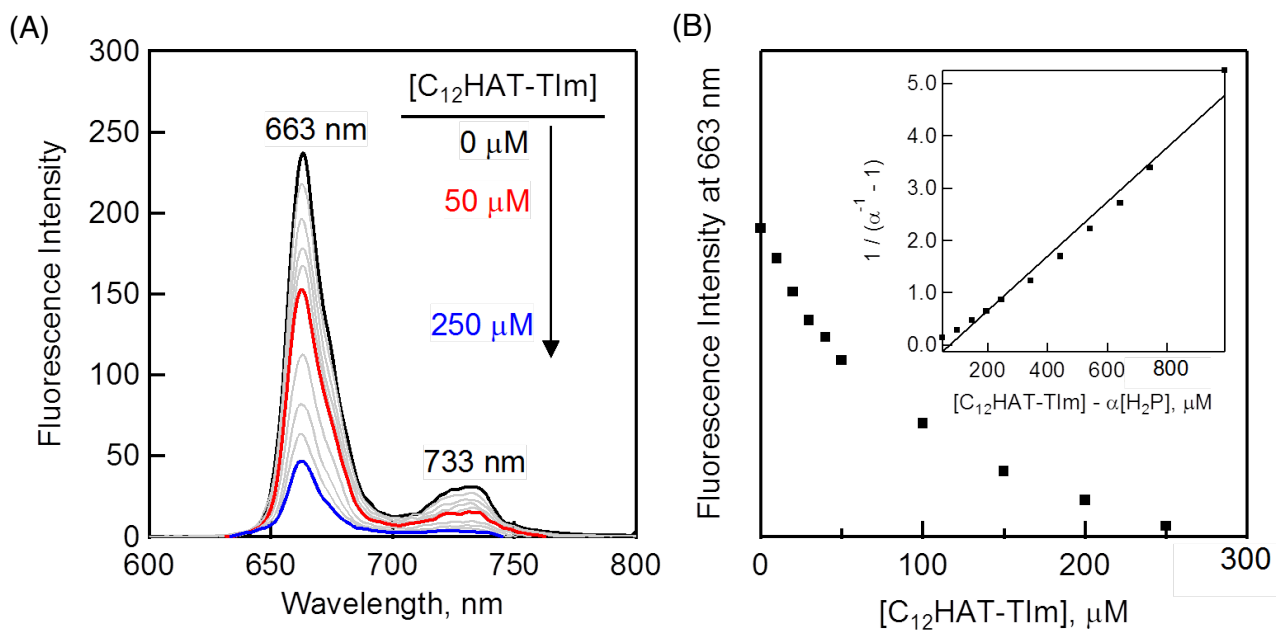 (A)
300
250
200
150
100
50
0
Fluorescence Intensity
663 nm
733 nm
[C₁₂HAT-TIm]
0 μM
50 μM
250 μM
600
650
700
750
800
Wavelength, nm
(B)
Fluorescence Intensity at 663 nm
0
100
200
300
[C₁₂HAT-TIm], μM
5.0
4.0
3.0
2.0
1.0
0.0
1 / (α⁻¹ - 1)
200
400
600
800
[C₁₂HAT-TIm] - α[H₂P], μM